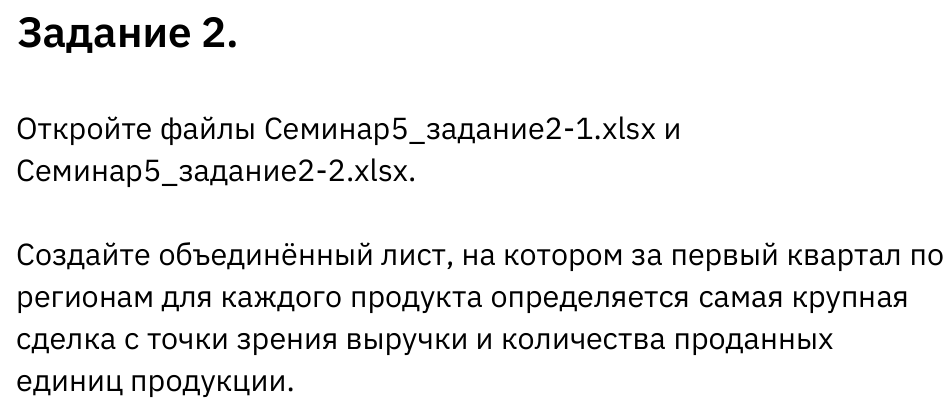 Задание 2.
Откройте файлы Семинар5_задание2-1.xlsx и
Семинар5_задание2-2.xlsx.
Создайте объединённый лист, на котором за первый квартал по
регионам для каждого продукта определяется самая крупная
сделка с точки зрения выручки и количества проданных
единиц продукции.